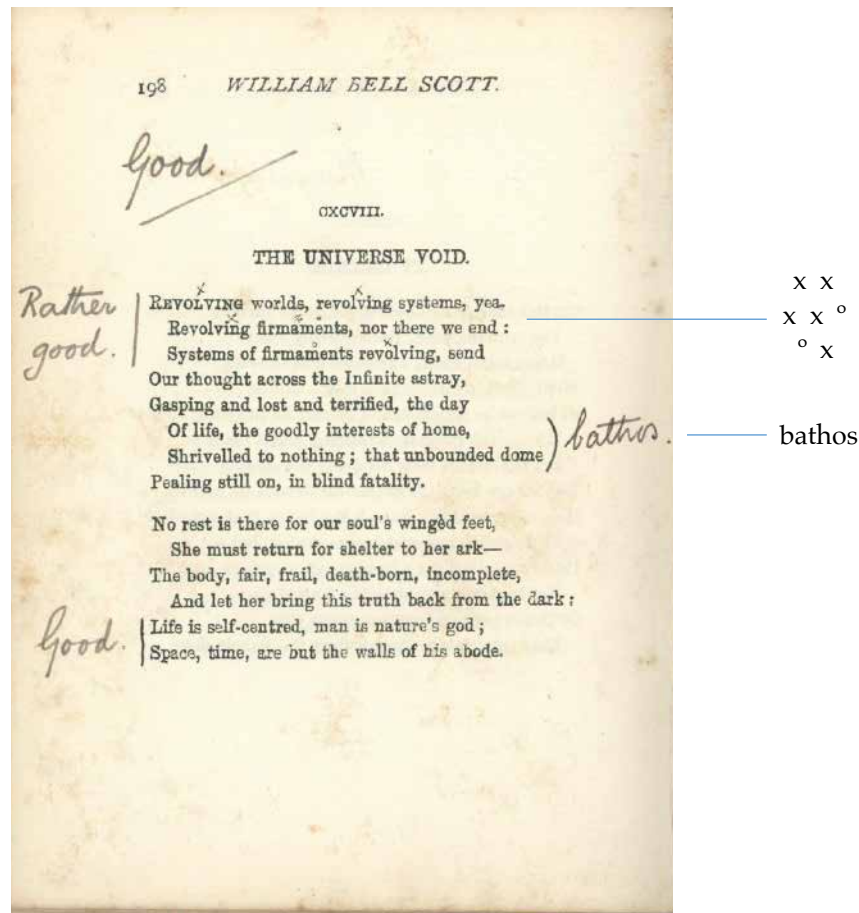 198 WILLIAM BELL SCOTT.
Good.
CXCVIII.
THE UNIVERSE VOID.
Rather
good.
REVOLVING worlds, revolving systems, yea.
Revolving firmaments, nor there we end :
Systems of firmaments revolving, send
Our thought across the Infinite astray,
Gasping and lost and terrified, the day
Of life, the goodly interests of home,
Shrivelled to nothing ; that unbounded dome
Pealing still on, in blind fatality.
bathos.
No rest is there for our soul's wingèd feet,
She must return for shelter to her ark—
The body, fair, frail, death-born, incomplete,
And let her bring this truth back from the dark :
Good.
Life is self-centred, man is nature's god ;
Space, time, are but the walls of his abode.
x x
x x o
o x
bathos